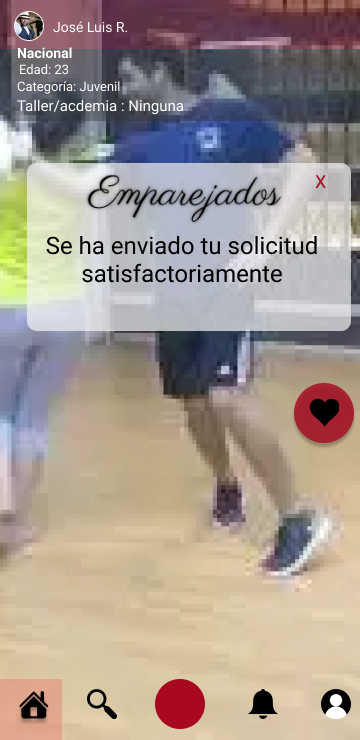 José Luis R.
Nacional
Edad: 23
Categoría: Juvenil
Taller/acdemia : Ninguna
Emparejados
X
Se ha enviado tu solicitud
satisfactoriamente